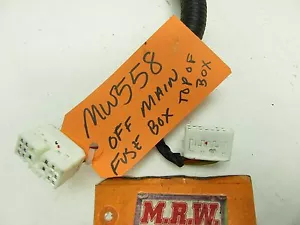 MW558
OFF MAIN
FUSE BOX TOP OF
BOX
M.R.W.